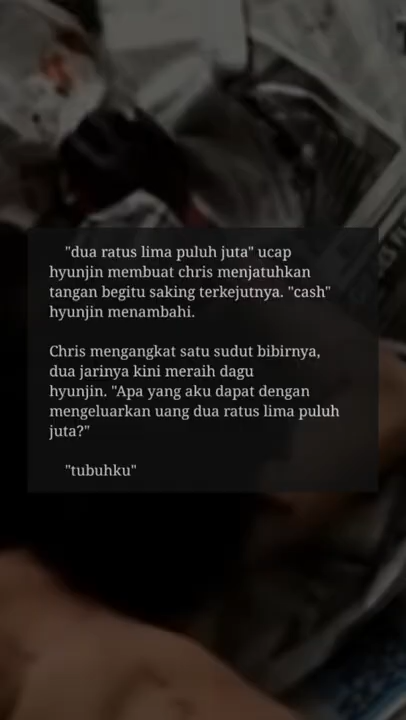 "dua ratus lima puluh juta" ucap
hyunjin membuat chris menjatuhkan
tangan begitu saking terkejutnya. "cash"
hyunjin menambahi.
Chris mengangkat satu sudut bibirnya,
dua jarinya kini meraih dagu
hyunjin. "Apa yang aku dapat dengan
mengeluarkan uang dua ratus lima puluh
juta?"
"tubuhku"